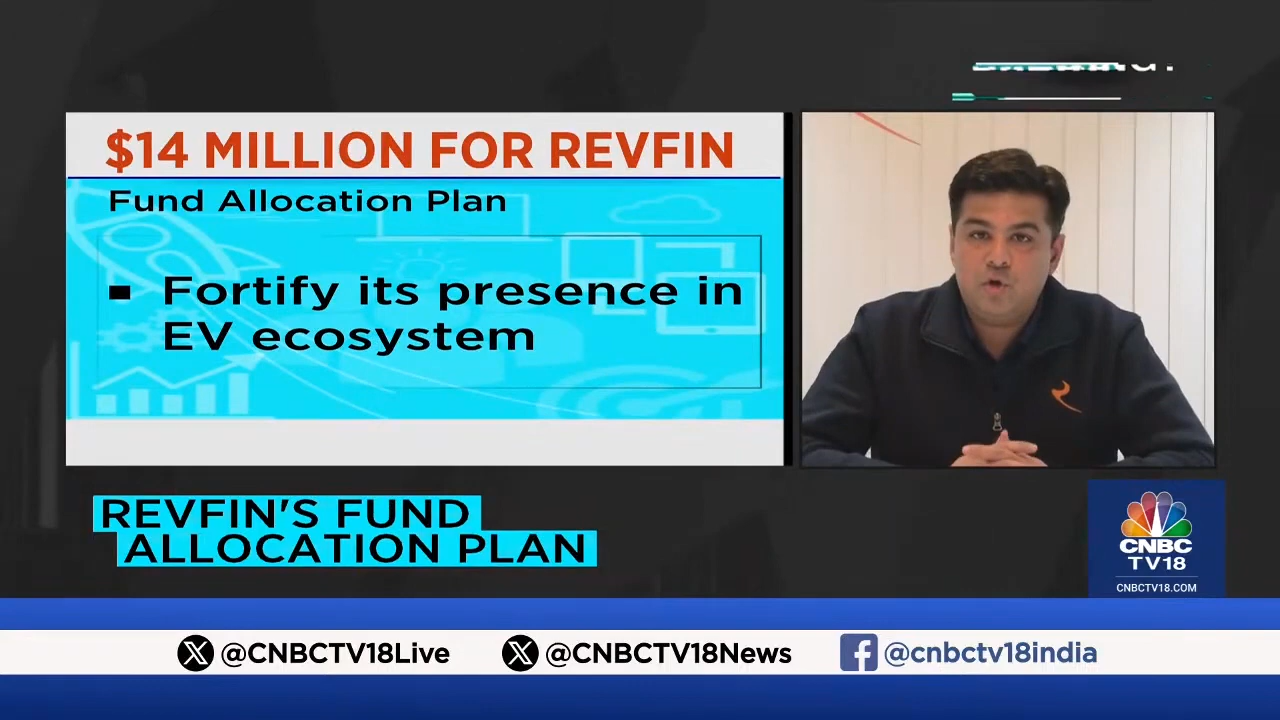 $14 MILLION FOR REVFIN
Fund Allocation Plan
▪ Fortify its presence in
EV ecosystem
REVFIN'S FUND
ALLOCATION PLAN
CNBC
TV18
CNBCTV18.COM
@CNBCTV18Live
@CNBCTV18News
@cnbctv18india